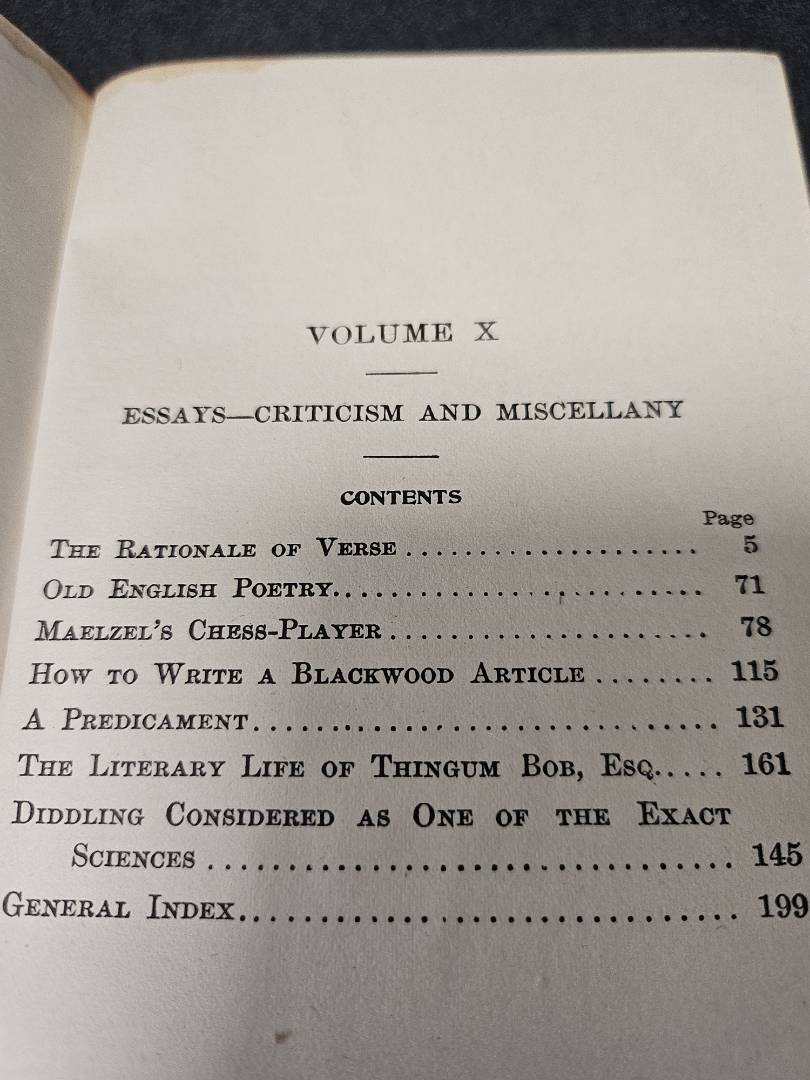 VOLUME X
ESSAYS—CRITICISM AND MISCELLANY
CONTENTS
Page
THE RATIONALE OF VERSE ...................... 5
OLD ENGLISH POETRY........................... 71
MAELZEL'S CHESS-PLAYER ....................... 78
HOW TO WRITE A BLACKWOOD ARTICLE ........ 115
A PREDICAMENT................................ 131
THE LITERARY LIFE OF THINGUM BOB, ESQ..... 161
DIDDLING CONSIDERED AS ONE OF THE EXACT
SCIENCES .................................. 145
GENERAL INDEX................................ 199